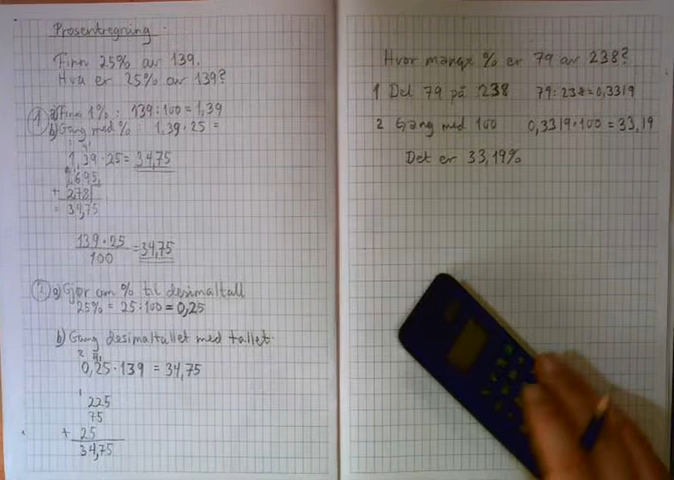 Prosentregning
Finn 25% av 139.
Hva er 25% av 139?
1 a) Finn 1% : 139:100 = 1,39
b) Gang med % : 1,39 · 25 =
1,39 · 25 = 34,75
695
+ 278
= 34,75
139 · 25
100
= 34,75
2 a) Gjør om % til desimaltall
25% = 25:100 = 0,25
b) Gang desimaltallet med tallet
0,25 · 139 = 34,75
225
75
+ 25
34,75
Hvor mange % er 79 av 238?
1 Del 79 på 238 79:238 = 0,3319
2 Gang med 100 0,3319 · 100 = 33,19
Det er 33,19%